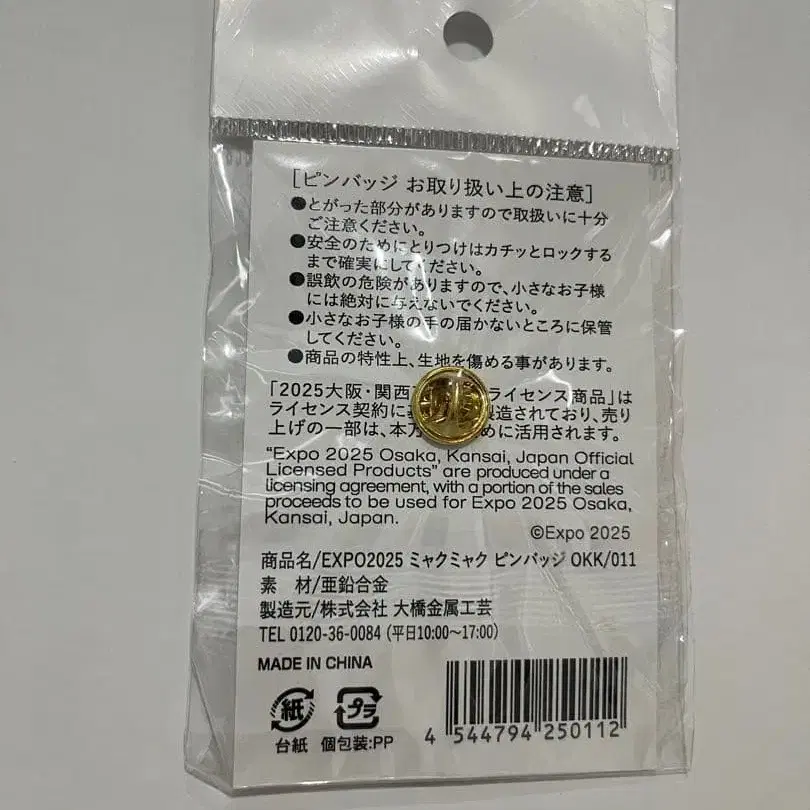 [ピンバッジ お取り扱い上の注意]
●とがった部分がありますので取扱いに十分
ご注意ください。
●安全のためにとりつけはカチッとロックする
まで確実にしてください。
●誤飲の危険がありますので、小さなお子様
には絶対に与えないでください。
●小さなお子様の手の届かないところに保管
してください。
●商品の特性上、生地を傷める事があります。
「2025大阪・関西 ライセンス商品」は
ライセンス契約に 製造されており、売り
上げの一部は、本万 めに活用されます。
“Expo 2025 Osaka, Kansai, Japan Official
Licensed Products” are produced under a
licensing agreement, with a portion of the sales
proceeds to be used for Expo 2025 Osaka,
Kansai, Japan.
©Expo 2025
商品名/EXPO2025 ミャクミャク ピンバッジ OKK/011
素　材/亜鉛合金
製造元/株式会社 大橋金属工芸
TEL 0120-36-0084 (平日10:00〜17:00)
MADE IN CHINA
紙 プラ
台紙 個包装:PP
4 544794 250112